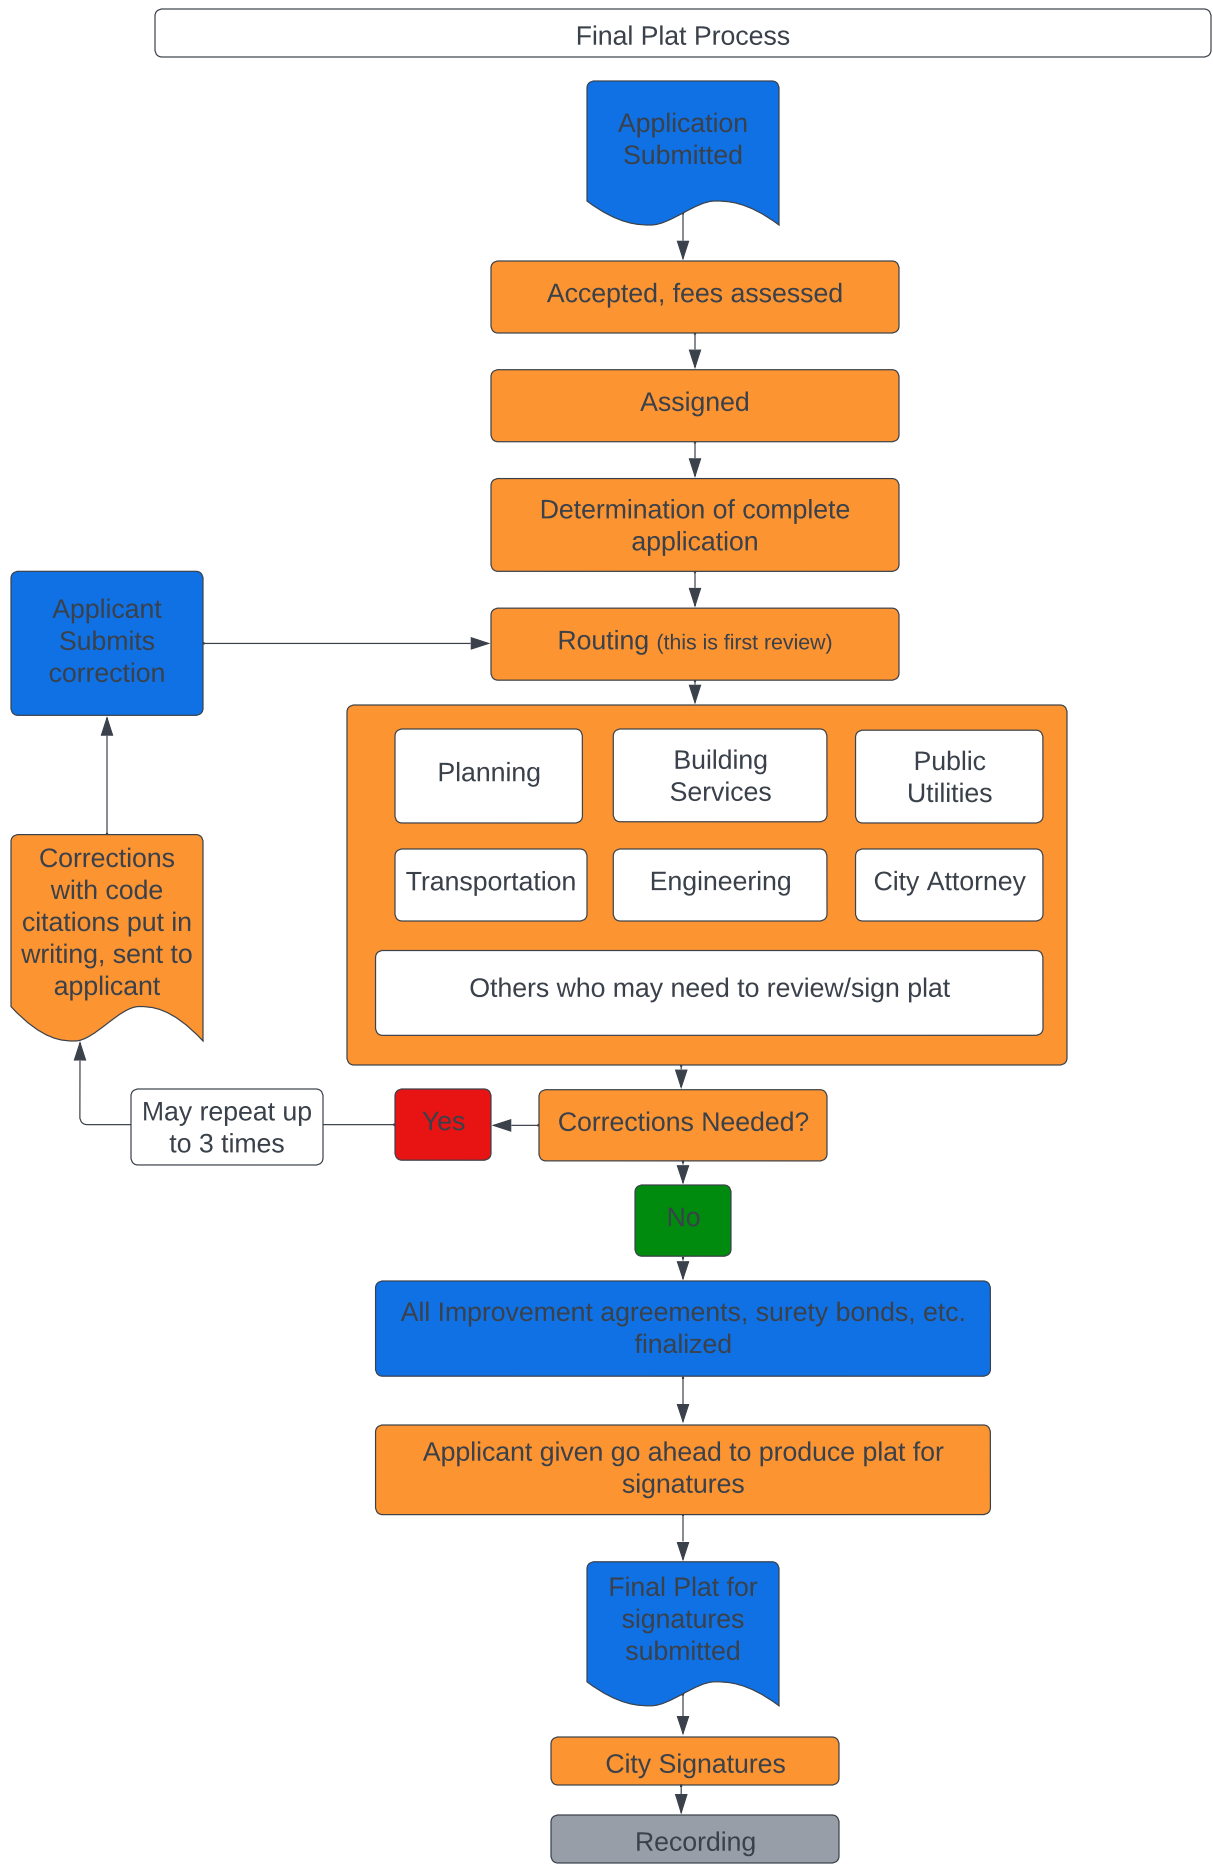 Final Plat Process
Application
Submitted
Accepted, fees assessed
Assigned
Determination of complete
application
Applicant
Submits
correction
Routing (this is first review)
Planning
Building
Services
Public
Utilities
Corrections
with code
citations put in
writing, sent to
applicant
Transportation
Engineering
City Attorney
Others who may need to review/sign plat
May repeat up
to 3 times
Yes
Corrections Needed?
No
All Improvement agreements, surety bonds, etc.
finalized
Applicant given go ahead to produce plat for
signatures
Final Plat for
signatures
submitted
City Signatures
Recording